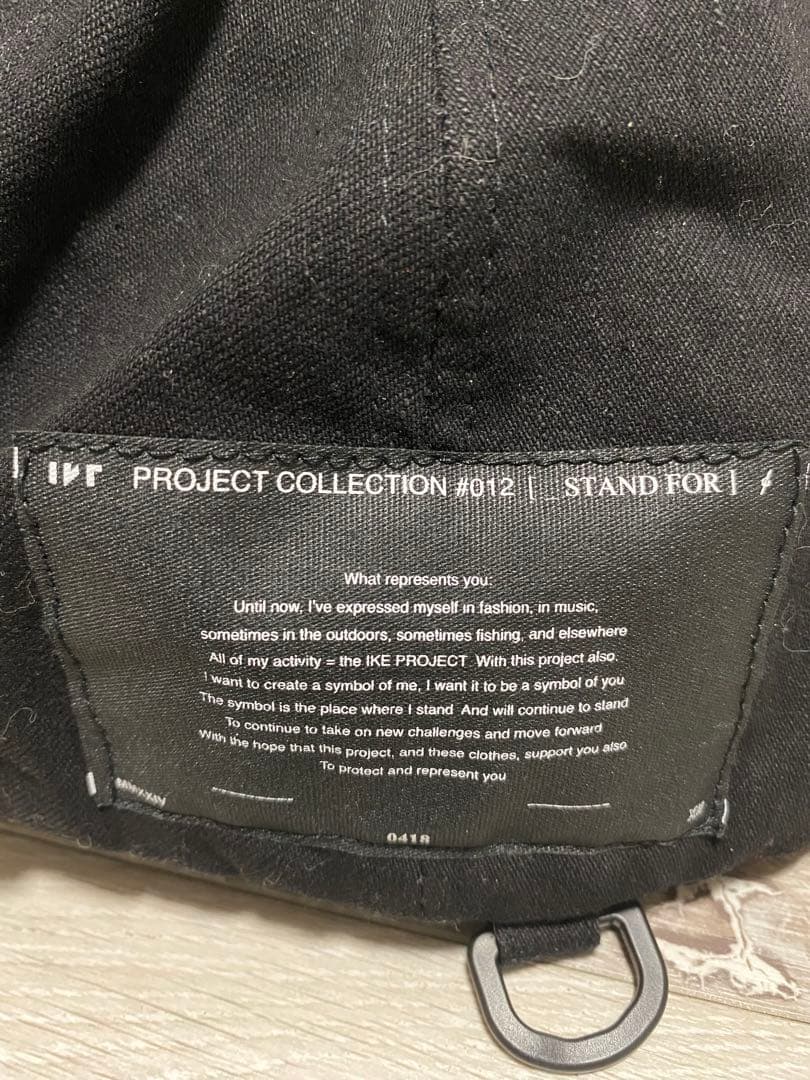 PROJECT COLLECTION #012 [ _ STAND FOR ]
What represents you:
Until now, I've expressed myself in fashion, in music,
sometimes in the outdoors, sometimes fishing, and elsewhere
All of my activity = the IKE PROJECT With this project also.
I want to create a symbol of me, I want it to be a symbol of you
The symbol is the place where I stand And will continue to stand
To continue to take on new challenges and move forward
With the hope that this project, and these clothes, support you also
To protect and represent you
MMXXIV
0418